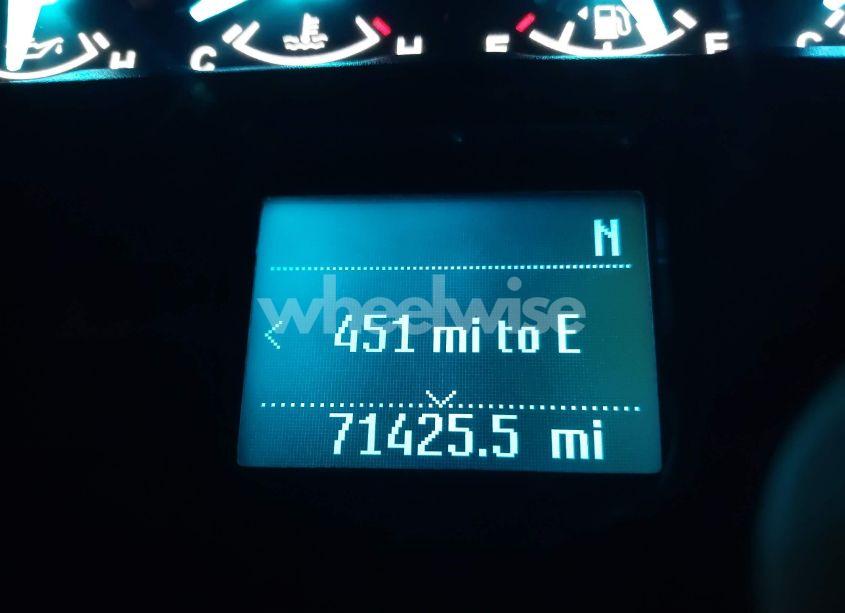 H C H E F C
N
wheelwise
< 451 mi to E
71425.5 mi